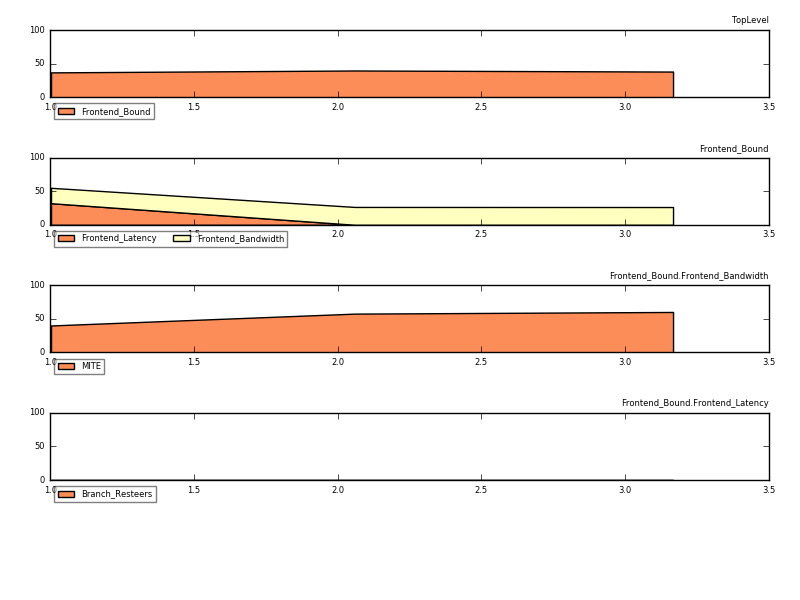 TopLevel
100
50
0
1.0 1.5 2.0 2.5 3.0 3.5
Frontend_Bound
Frontend_Bound
100
50
0
1.0 1.5 2.0 2.5 3.0 3.5
Frontend_Latency Frontend_Bandwidth
Frontend_Bound.Frontend_Bandwidth
100
50
0
1.0 1.5 2.0 2.5 3.0 3.5
MITE
Frontend_Bound.Frontend_Latency
100
50
0
1.0 1.5 2.0 2.5 3.0 3.5
Branch_Resteers